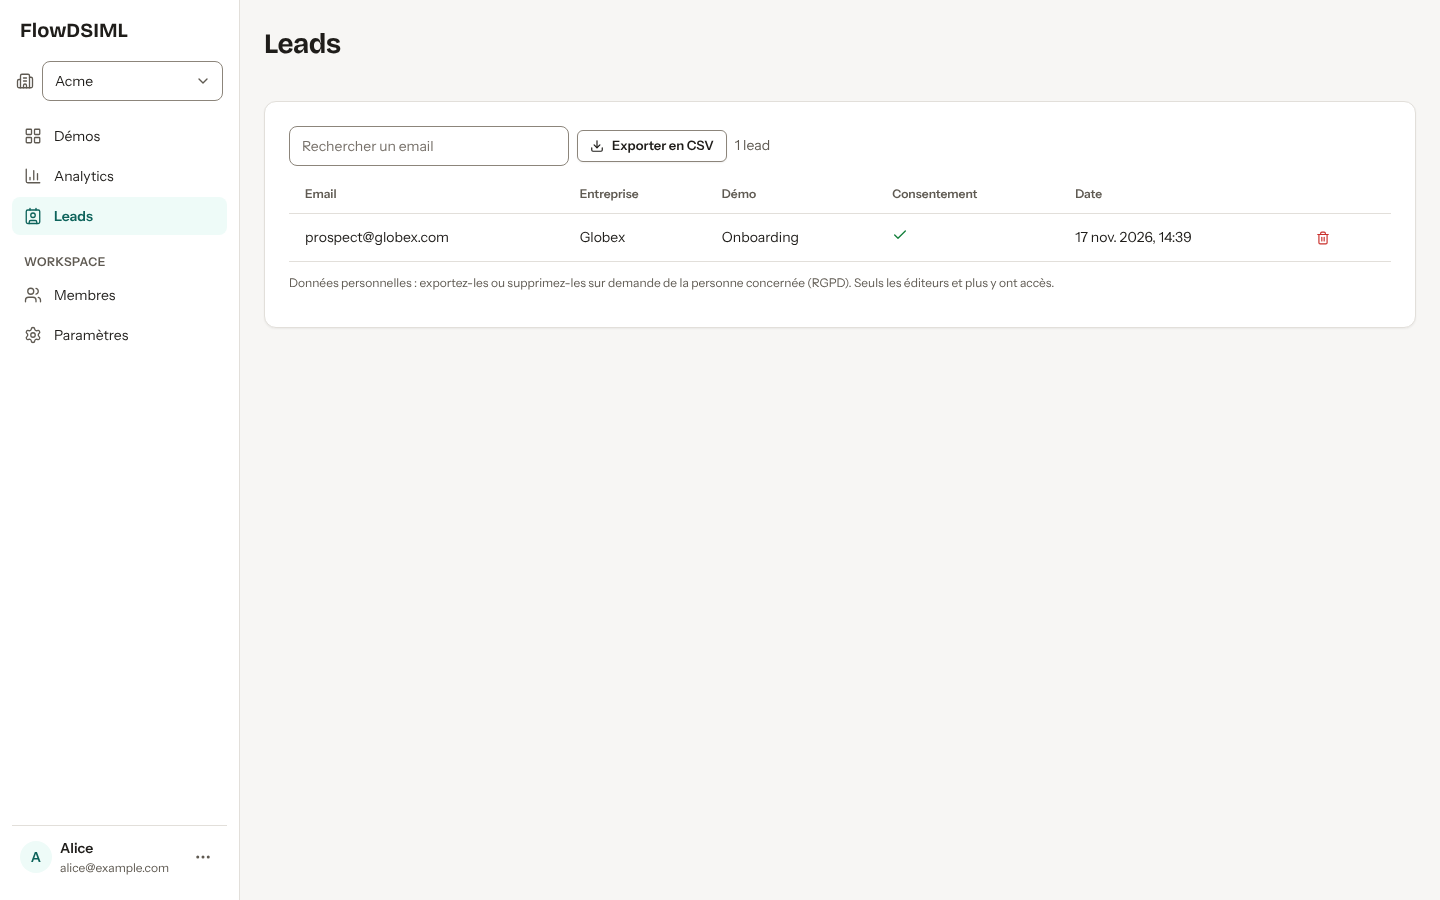 FlowDSIML
Acme
Démos
Analytics
Leads
WORKSPACE
Membres
Paramètres
A
Alice
alice@example.com
Leads
Rechercher un email
Exporter en CSV
1 lead
Email Entreprise Démo Consentement Date
prospect@globex.com Globex Onboarding 17 nov. 2026, 14:39
Données personnelles : exportez-les ou supprimez-les sur demande de la personne concernée (RGPD). Seuls les éditeurs et plus y ont accès.